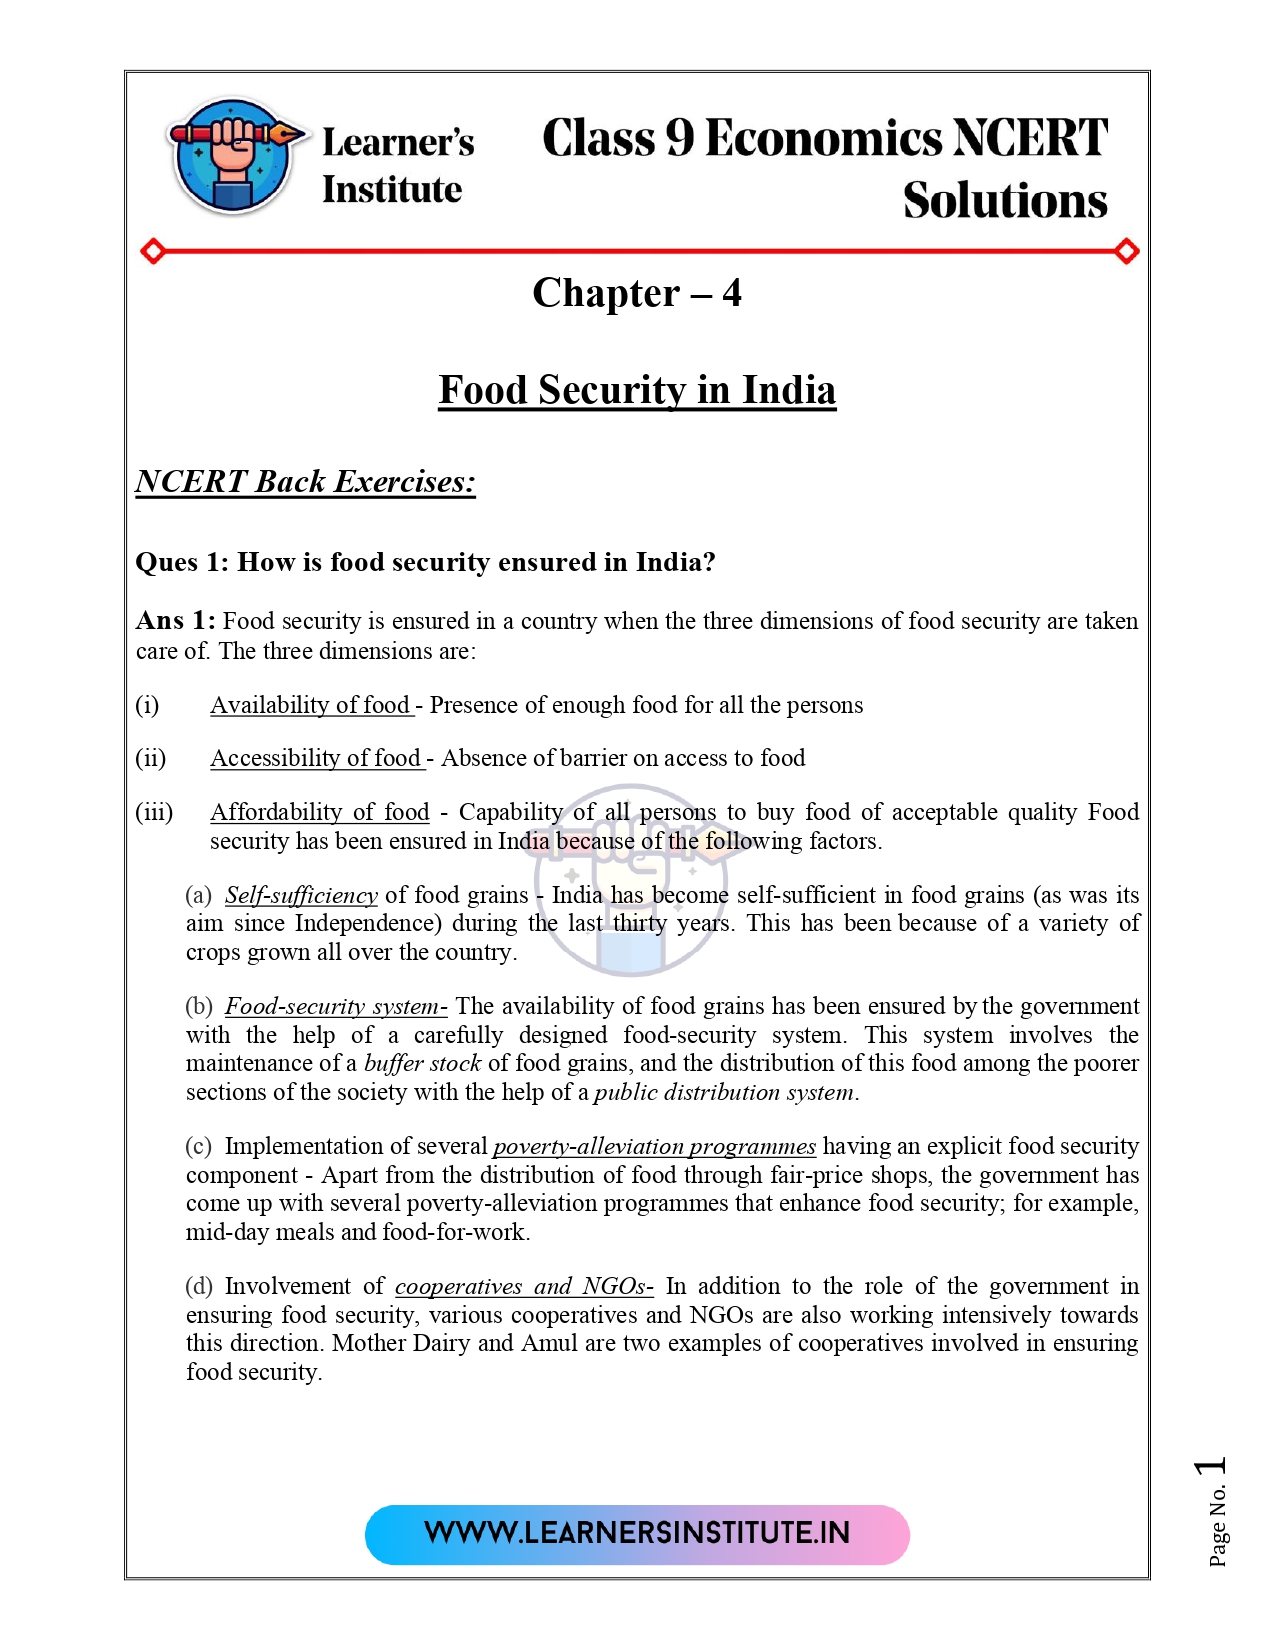 Learner's
Institute
Class 9 Economics NCERT
Solutions
Chapter – 4
Food Security in India
NCERT Back Exercises:
Ques 1: How is food security ensured in India?
Ans 1: Food security is ensured in a country when the three dimensions of food security are taken
care of. The three dimensions are:
(i) Availability of food - Presence of enough food for all the persons
(ii) Accessibility of food - Absence of barrier on access to food
(iii) Affordability of food - Capability of all persons to buy food of acceptable quality Food
security has been ensured in India because of the following factors.
(a) Self-sufficiency of food grains - India has become self-sufficient in food grains (as was its
aim since Independence) during the last thirty years. This has been because of a variety of
crops grown all over the country.
(b) Food-security system- The availability of food grains has been ensured by the government
with the help of a carefully designed food-security system. This system involves the
maintenance of a buffer stock of food grains, and the distribution of this food among the poorer
sections of the society with the help of a public distribution system.
(c) Implementation of several poverty-alleviation programmes having an explicit food security
component - Apart from the distribution of food through fair-price shops, the government has
come up with several poverty-alleviation programmes that enhance food security; for example,
mid-day meals and food-for-work.
(d) Involvement of cooperatives and NGOs- In addition to the role of the government in
ensuring food security, various cooperatives and NGOs are also working intensively towards
this direction. Mother Dairy and Amul are two examples of cooperatives involved in ensuring
food security.
Page No. 1
WWW.LEARNERSINSTITUTE.IN